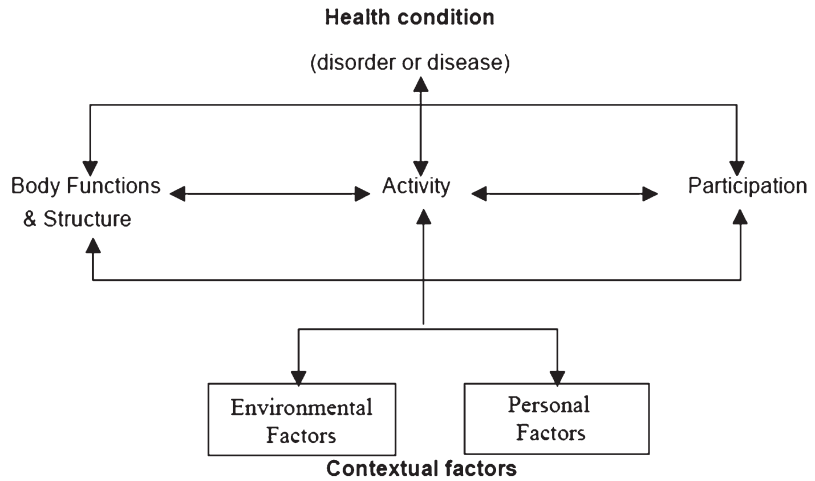 Health condition
(disorder or disease)
Body Functions
& Structure
Activity
Participation
Environmental
Factors
Personal
Factors
Contextual factors